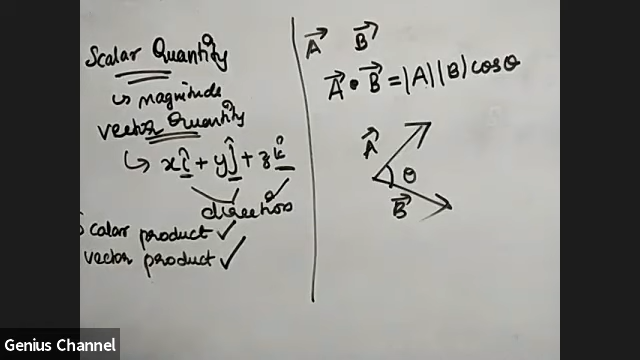 Scalar Quantity
↳ magnitude
vector Quantity
↳ xî + yĵ + zk̂
direction
Scalar product ✓
vector product ✓
A⃗ B⃗
A⃗ • B⃗ = |A| |B| cosθ
A⃗
θ
B⃗
Genius Channel